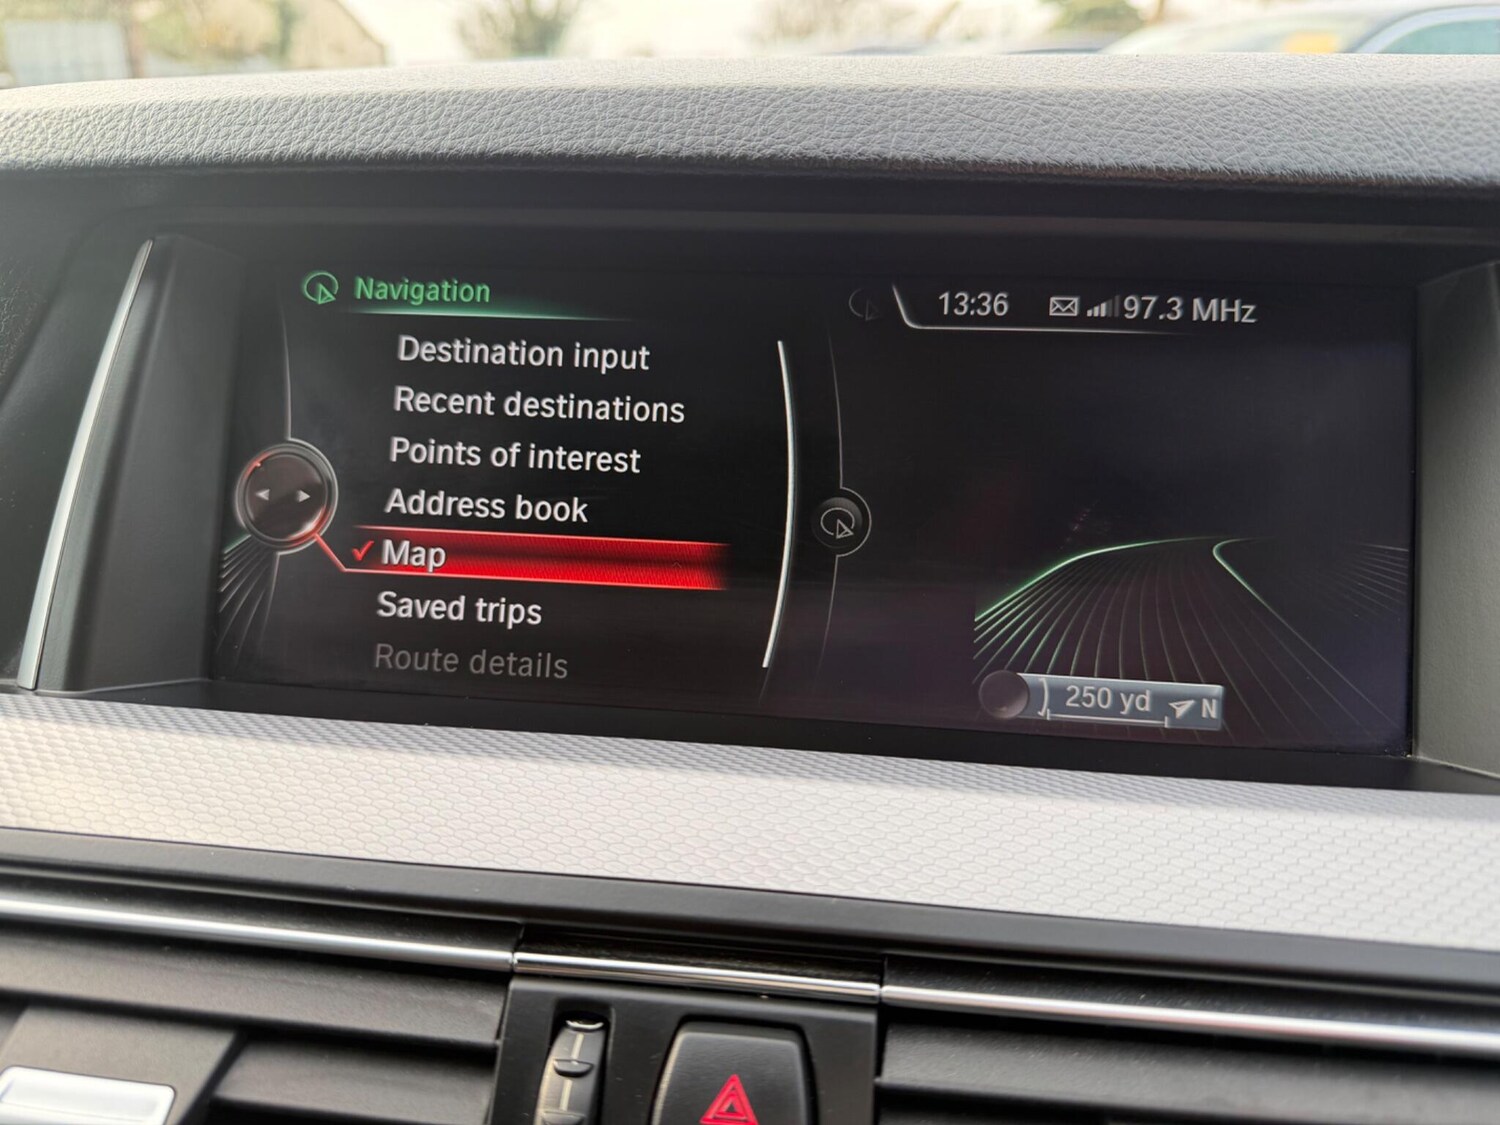 Navigation
13:36 97.3 MHz
Destination input
Recent destinations
Points of interest
Address book
Map
Saved trips
Route details
250 yd N